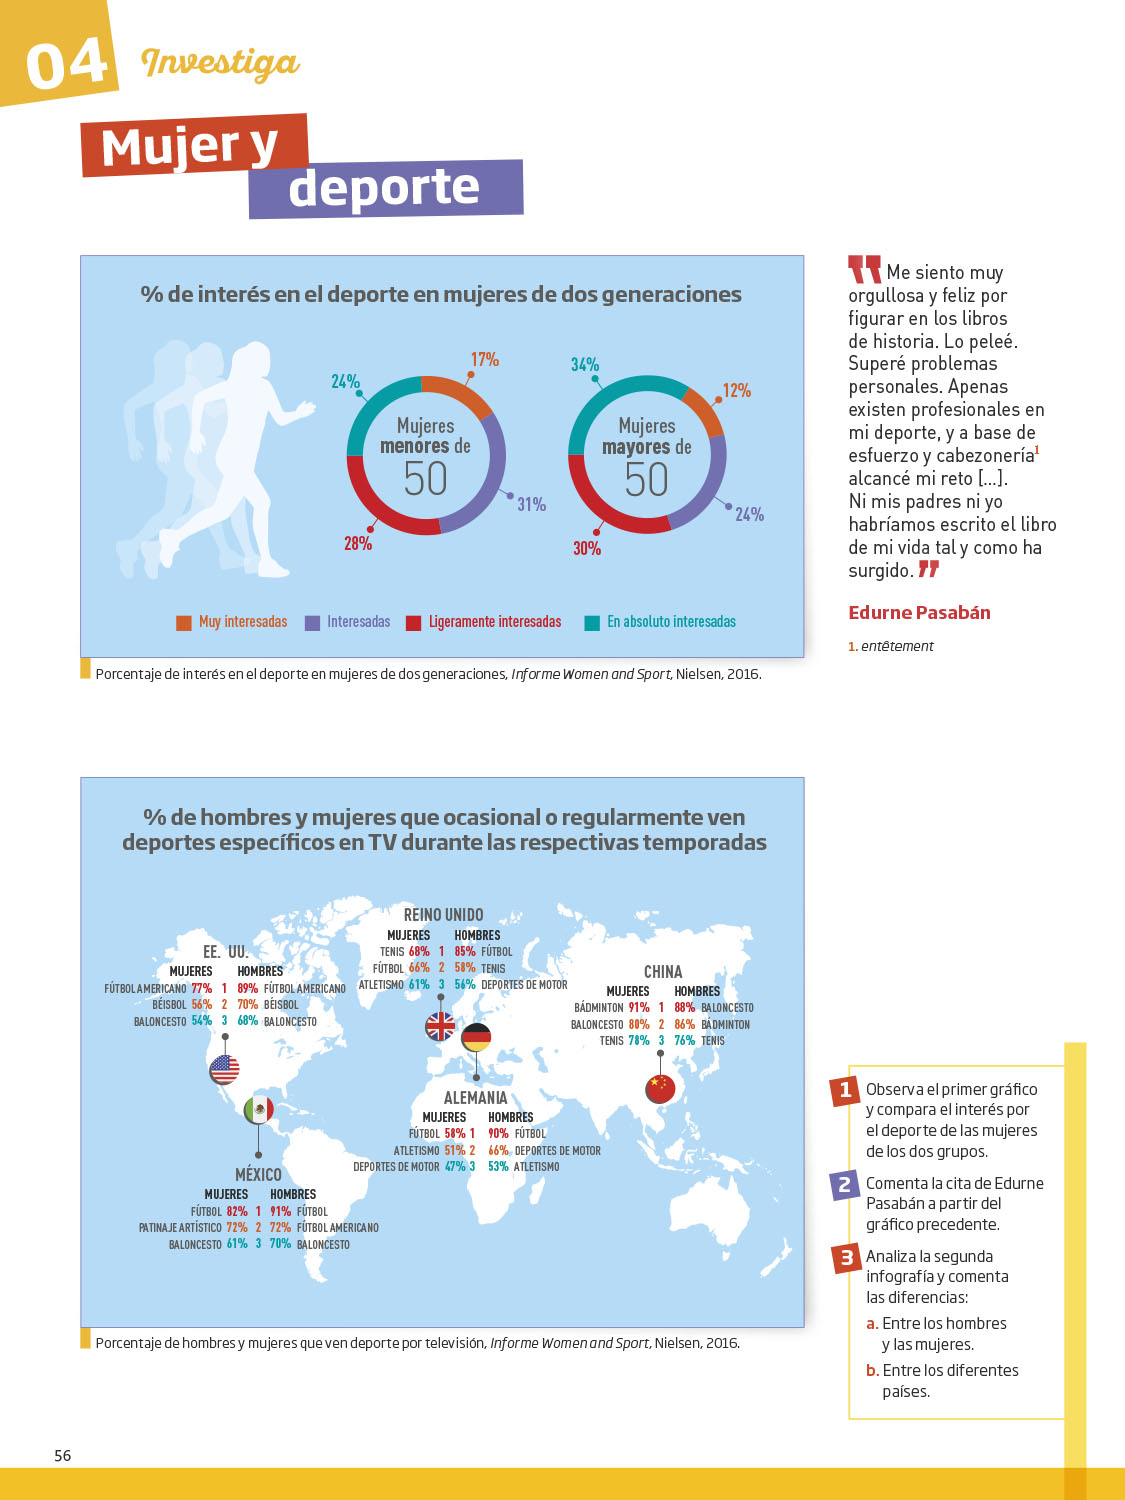 04
Investiga
Mujer y
deporte
% de interés en el deporte en mujeres de dos generaciones
24%
17%
Mujeres
menores de
50
31%
28%
34%
12%
Mujeres
mayores de
50
24%
30%
Muy interesadas Interesadas Ligeramente interesadas En absoluto interesadas
Porcentaje de interés en el deporte en mujeres de dos generaciones, Informe Women and Sport, Nielsen, 2016.
" Me siento muy
orgullosa y feliz por
figurar en los libros
de historia. Lo peleé.
Superé problemas
personales. Apenas
existen profesionales en
mi deporte, y a base de
esfuerzo y cabezonería1
alcancé mi reto [...].
Ni mis padres ni yo
habríamos escrito el libro
de mi vida tal y como ha
surgido. "
Edurne Pasabán
1. entêtement
% de hombres y mujeres que ocasional o regularmente ven
deportes específicos en TV durante las respectivas temporadas
EE. UU.
MUJERES HOMBRES
FÚTBOL AMERICANO 77% 1 89% FÚTBOL AMERICANO
BÉISBOL 56% 2 70% BÉISBOL
BALONCESTO 54% 3 68% BALONCESTO
REINO UNIDO
MUJERES HOMBRES
TENIS 68% 1 85% FÚTBOL
FÚTBOL 66% 2 58% TENIS
ATLETISMO 61% 3 56% DEPORTES DE MOTOR
CHINA
MUJERES HOMBRES
BÁDMINTON 91% 1 88% BALONCESTO
BALONCESTO 80% 2 86% BÁDMINTON
TENIS 78% 3 76% TENIS
ALEMANIA
MUJERES HOMBRES
FÚTBOL 58% 1 90% FÚTBOL
ATLETISMO 51% 2 66% DEPORTES DE MOTOR
DEPORTES DE MOTOR 47% 3 53% ATLETISMO
MÉXICO
MUJERES HOMBRES
FÚTBOL 82% 1 91% FÚTBOL
PATINAJE ARTÍSTICO 72% 2 72% FÚTBOL AMERICANO
BALONCESTO 61% 3 70% BALONCESTO
Porcentaje de hombres y mujeres que ven deporte por televisión, Informe Women and Sport, Nielsen, 2016.
1 Observa el primer gráfico
y compara el interés por
el deporte de las mujeres
de los dos grupos.
2 Comenta la cita de Edurne
Pasabán a partir del
gráfico precedente.
3 Analiza la segunda
infografía y comenta
las diferencias:
a. Entre los hombres
y las mujeres.
b. Entre los diferentes
países.
56